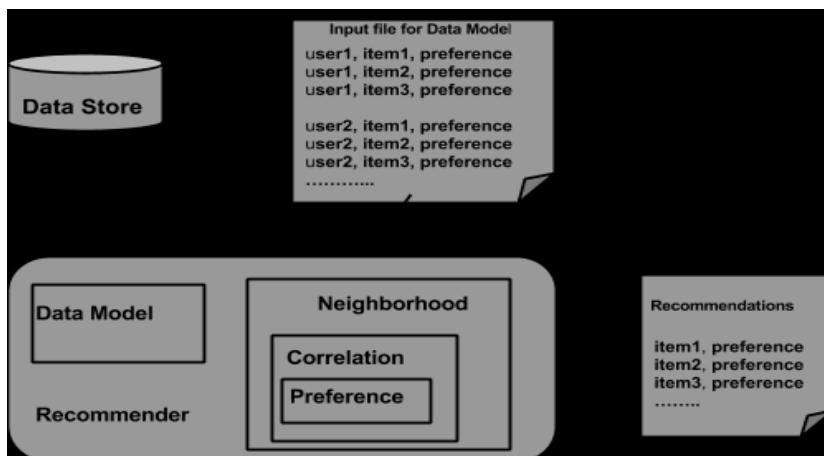 Input file for Data Model
user1, item1, preference
user1, item2, preference
user1, item3, preference
user2, item1, preference
user2, item2, preference
user2, item3, preference
…………...
Data Store
Data Model
Neighborhood
Correlation
Preference
Recommender
Recommendations
item1, preference
item2, preference
item3, preference
……..